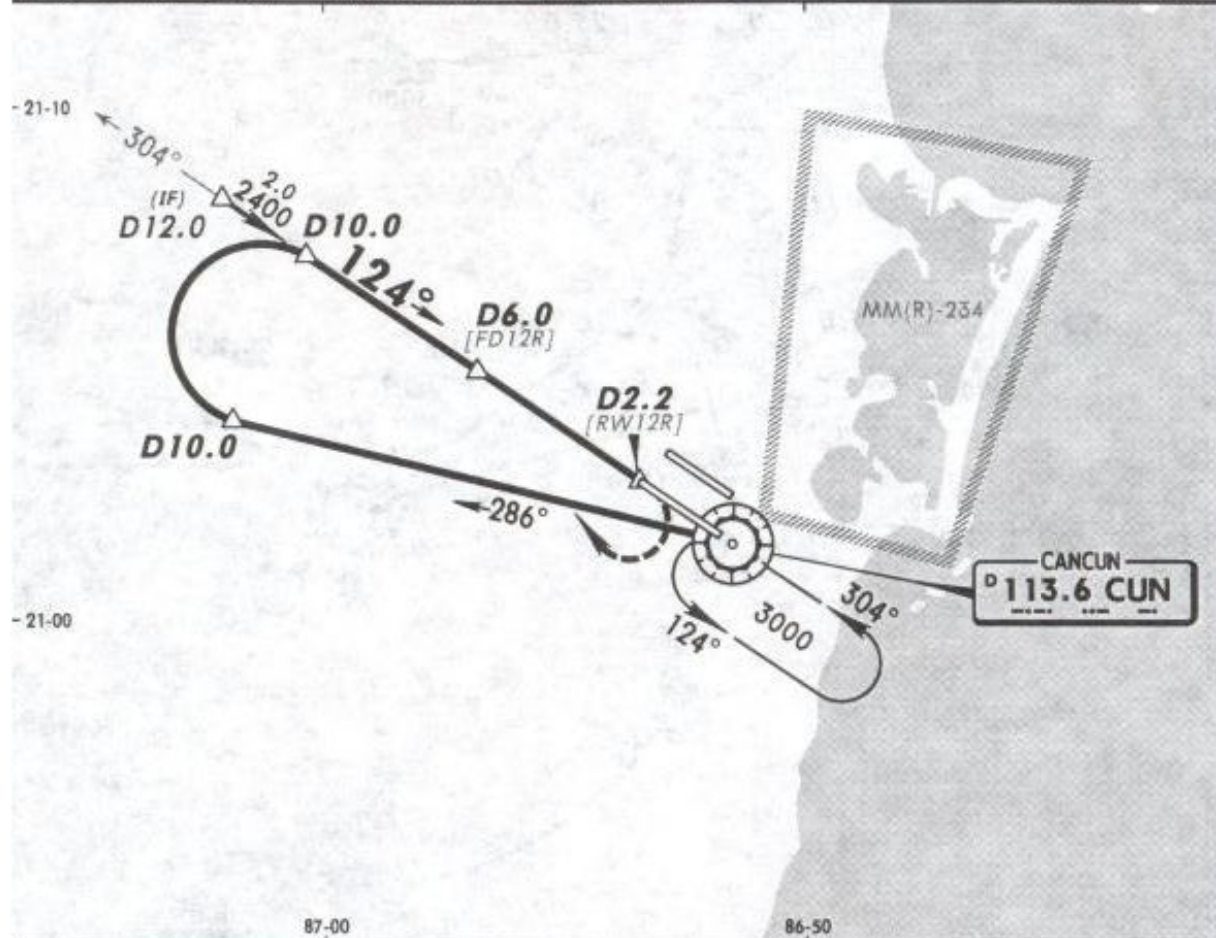 21-10
304°
2.0
2400
(IF)
D12.0
D10.0
124°
D6.0
[FD12R]
MM(R)-234
D2.2
[RW12R]
D10.0
286°
CANCUN
D 113.6 CUN
304°
3000
124°
21-00
87-00
86-50